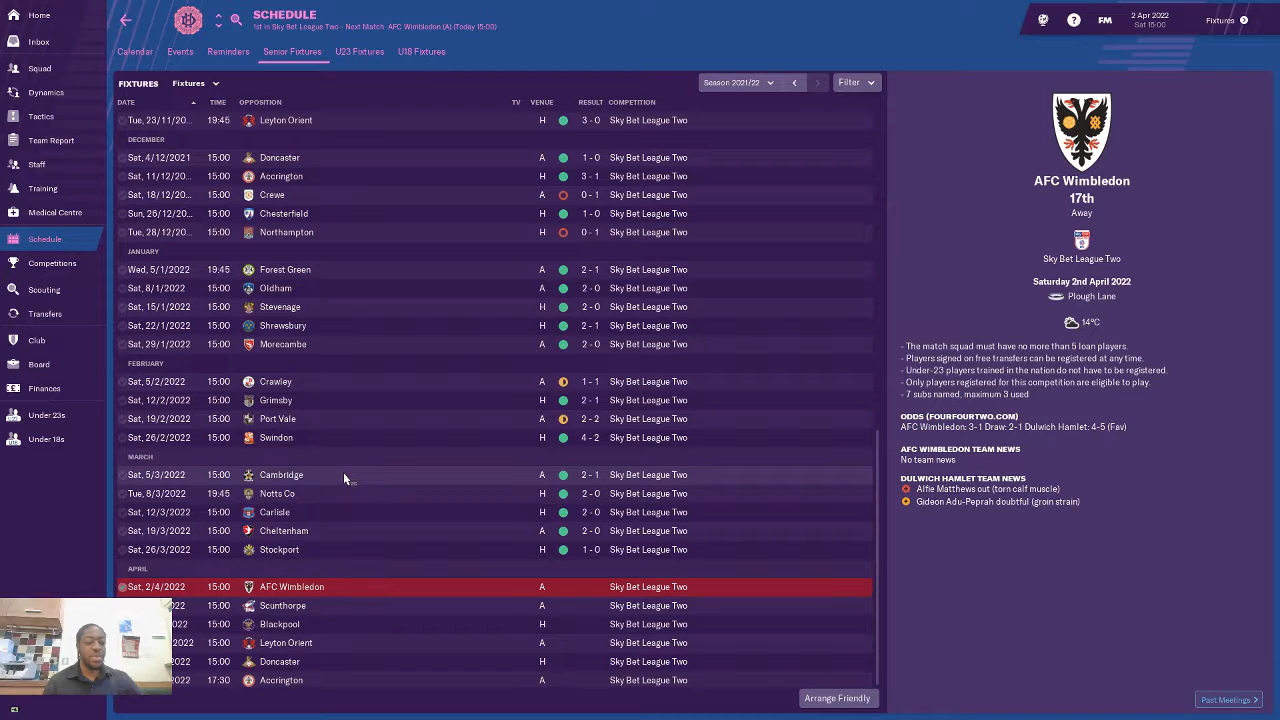 Home
Inbox
Squad
Dynamics
Tactics
Team Report
Staff
Training
Medical Centre
Schedule
Competitions
Scouting
Transfers
Club
Board
Finances
Under 23s
Under 18s
SCHEDULE
1st in Sky Bet League Two - Next Match: AFC Wimbledon (A) (Today 15:00)
FM
2 Apr 2022
Sat 15:00
Fixtures
Calendar Events Reminders Senior Fixtures U23 Fixtures U18 Fixtures
FIXTURES Fixtures Season 2021/22 Filter
DATE TIME OPPOSITION TV VENUE RESULT COMPETITION
Tue, 23/11/20... 19:45 Leyton Orient H 3 - 0 Sky Bet League Two
DECEMBER
Sat, 4/12/2021 15:00 Doncaster A 1 - 0 Sky Bet League Two
Sat, 11/12/20... 15:00 Accrington H 3 - 1 Sky Bet League Two
Sat, 18/12/20... 15:00 Crewe A 0 - 1 Sky Bet League Two
Sun, 26/12/20... 15:00 Chesterfield H 1 - 0 Sky Bet League Two
Tue, 28/12/20... 15:00 Northampton H 0 - 1 Sky Bet League Two
JANUARY
Wed, 5/1/2022 19:45 Forest Green A 2 - 1 Sky Bet League Two
Sat, 8/1/2022 15:00 Oldham A 2 - 0 Sky Bet League Two
Sat, 15/1/2022 15:00 Stevenage H 2 - 0 Sky Bet League Two
Sat, 22/1/2022 15:00 Shrewsbury H 2 - 1 Sky Bet League Two
Sat, 29/1/2022 15:00 Morecambe A 2 - 0 Sky Bet League Two
FEBRUARY
Sat, 5/2/2022 15:00 Crawley A 1 - 1 Sky Bet League Two
Sat, 12/2/2022 15:00 Grimsby H 2 - 1 Sky Bet League Two
Sat, 19/2/2022 15:00 Port Vale A 2 - 2 Sky Bet League Two
Sat, 26/2/2022 15:00 Swindon H 4 - 2 Sky Bet League Two
MARCH
Sat, 5/3/2022 15:00 Cambridge A 2 - 1 Sky Bet League Two
Tue, 8/3/2022 19:45 Notts Co H 2 - 0 Sky Bet League Two
Sat, 12/3/2022 15:00 Carlisle H 2 - 0 Sky Bet League Two
Sat, 19/3/2022 15:00 Cheltenham A 2 - 0 Sky Bet League Two
Sat, 26/3/2022 15:00 Stockport H 1 - 0 Sky Bet League Two
APRIL
Sat, 2/4/2022 15:00 AFC Wimbledon A Sky Bet League Two
2022 15:00 Scunthorpe A Sky Bet League Two
2022 15:00 Blackpool H Sky Bet League Two
2022 15:00 Leyton Orient A Sky Bet League Two
2022 15:00 Doncaster H Sky Bet League Two
2022 17:30 Accrington A Sky Bet League Two
Arrange Friendly
AFC Wimbledon
17th
Away
Sky Bet League Two
Saturday 2nd April 2022
Plough Lane
14°C
- The match squad must have no more than 5 loan players.
- Players signed on free transfers can be registered at any time.
- Under-23 players trained in the nation do not have to be registered.
- Only players registered for this competition are eligible to play.
- 7 subs named, maximum 3 used
ODDS (FOURFOURTWO.COM)
AFC Wimbledon: 3-1 Draw: 2-1 Dulwich Hamlet: 4-5 (Fav)
AFC WIMBLEDON TEAM NEWS
No team news
DULWICH HAMLET TEAM NEWS
Alfie Matthews out (torn calf muscle)
Gideon Adu-Peprah doubtful (groin strain)
Past Meetings